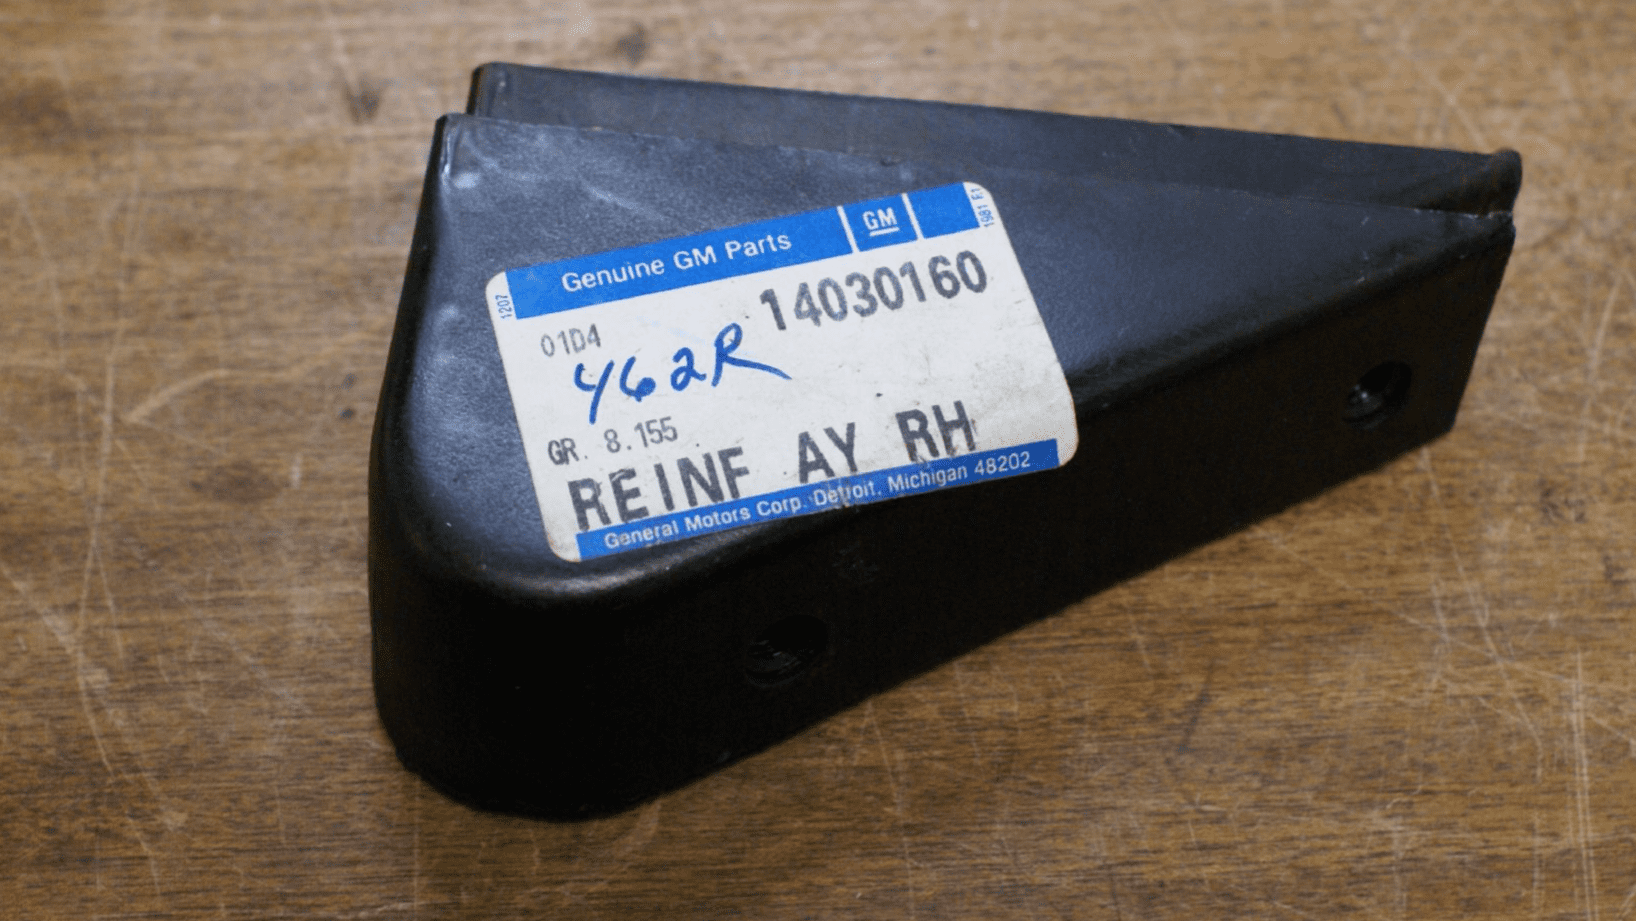 Genuine GM Parts
GM
1981 F1
1207
14030160
01D4
462R
GR. 8.155
REINF AY RH
General Motors Corp. Detroit, Michigan 48202